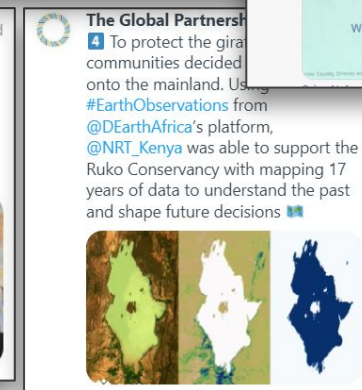 The Global Partnersh
4 To protect the gira
communities decided
onto the mainland. Using
#EarthObservations from
@DEarthAfrica's platform,
@NRT_Kenya was able to support the
Ruko Conservancy with mapping 17
years of data to understand the past
and shape future decisions
W